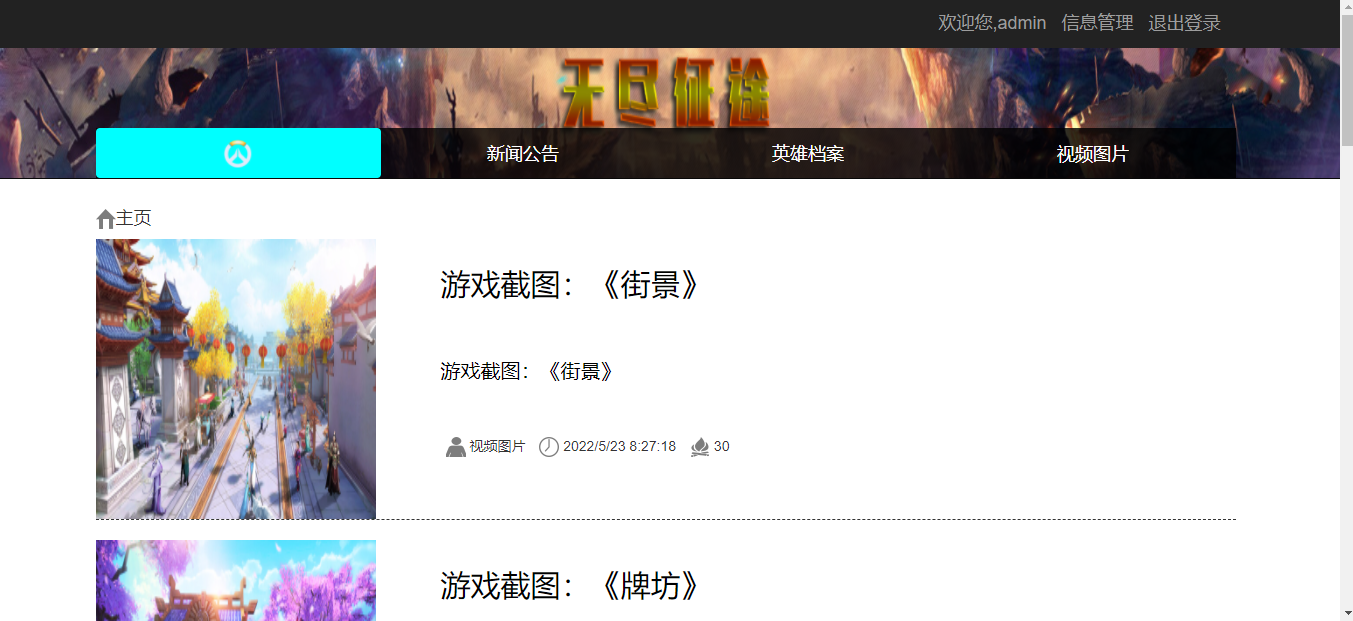 欢迎您,admin 信息管理 退出登录
无尽征途
新闻公告 英雄档案 视频图片
主页
游戏截图：《街景》
游戏截图：《街景》
视频图片 2022/5/23 8:27:18 30
游戏截图：《牌坊》